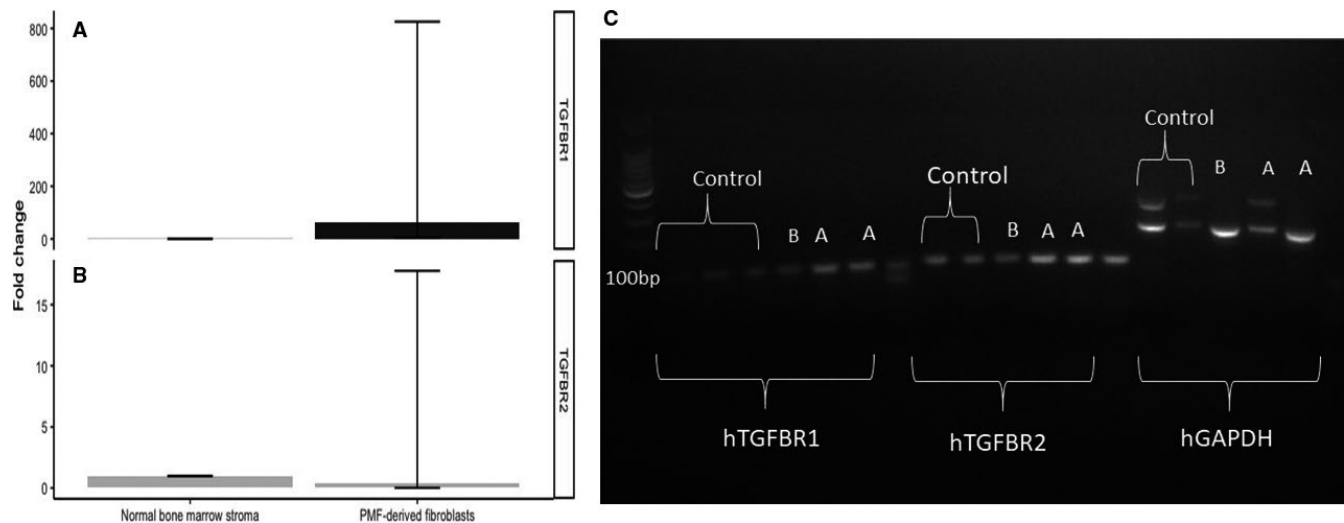 A
800
600
400
200
0
TGFBR1
Fold change
B
15
10
5
0
TGFBR2
Normal bone marrow stroma
PMF-derived fibroblasts
C
Control
B
A
A
Control
B
A
A
Control
B
A
A
100bp
hTGFBR1
hTGFBR2
hGAPDH